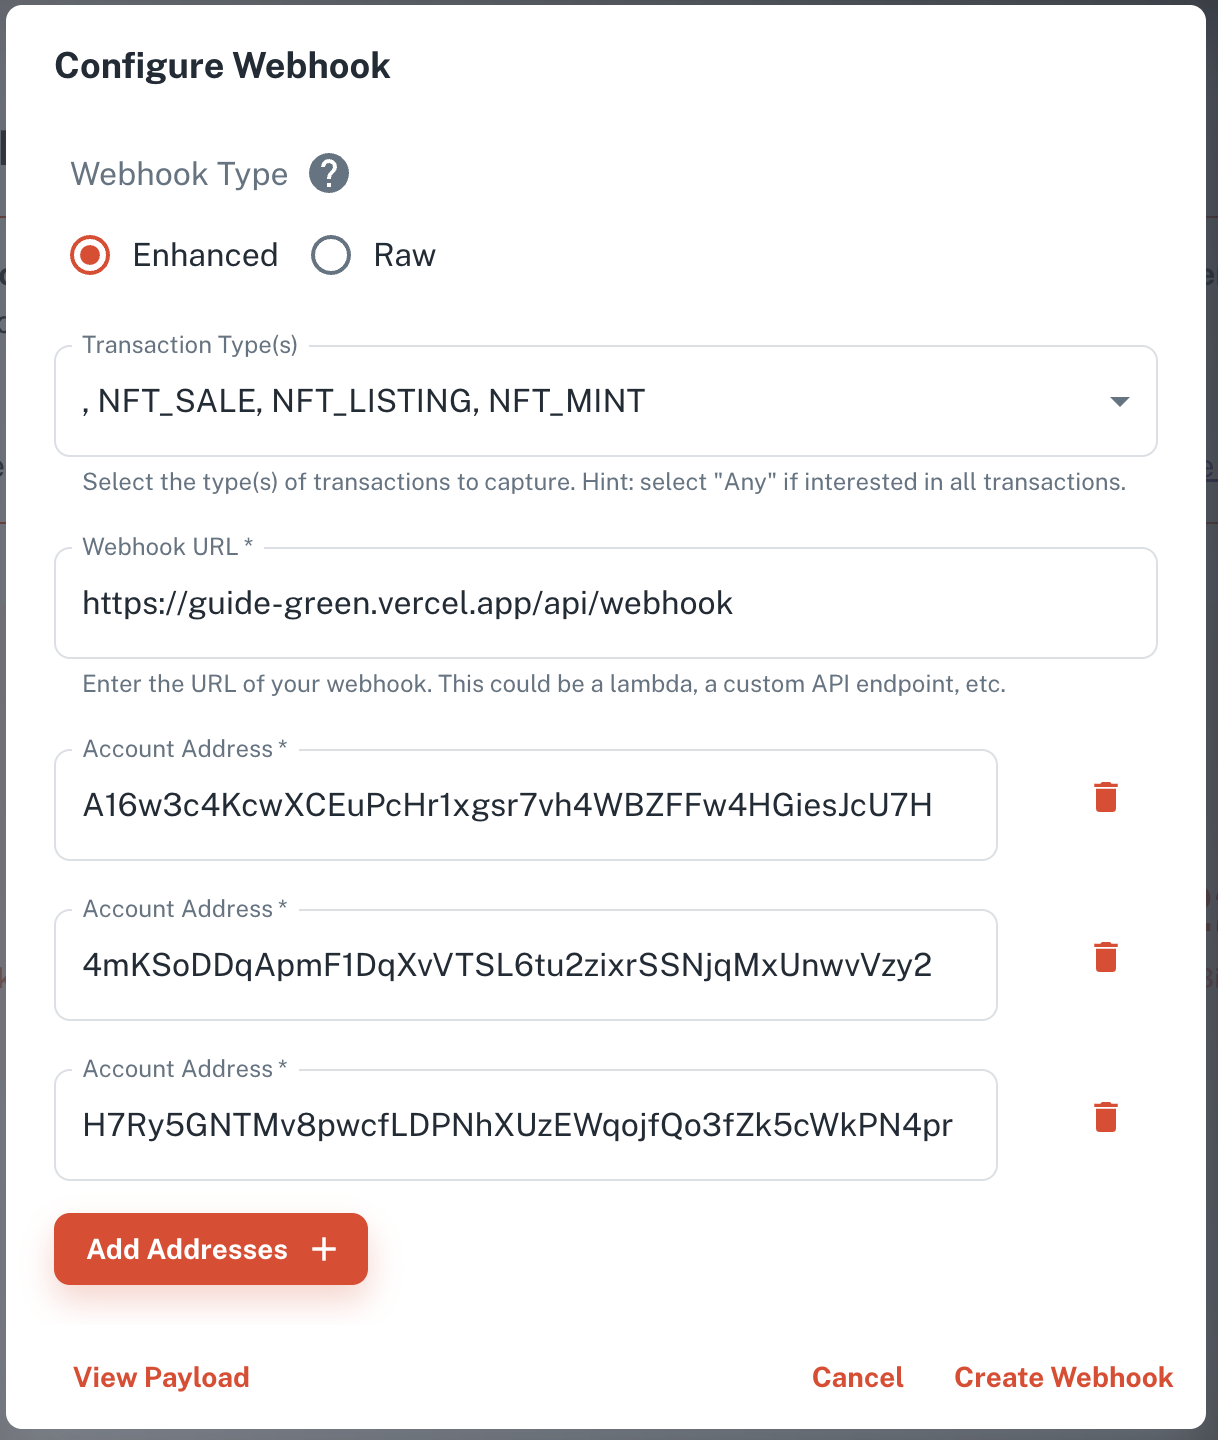 Configure Webhook
Webhook Type ?
Enhanced Raw
Transaction Type(s)
, NFT_SALE, NFT_LISTING, NFT_MINT
Select the type(s) of transactions to capture. Hint: select "Any" if interested in all transactions.
Webhook URL *
https://guide-green.vercel.app/api/webhook
Enter the URL of your webhook. This could be a lambda, a custom API endpoint, etc.
Account Address *
A16w3c4KcwXCEuPcHr1xgsr7vh4WBZFFw4HGiesJcU7H
Account Address *
4mKSoDDqApmF1DqXvVTSL6tu2zixrSSNjqMxUnwvVzy2
Account Address *
H7Ry5GNTMv8pwcfLDPNhXUzEWqojfQo3fZk5cWkPN4pr
Add Addresses +
View Payload Cancel Create Webhook